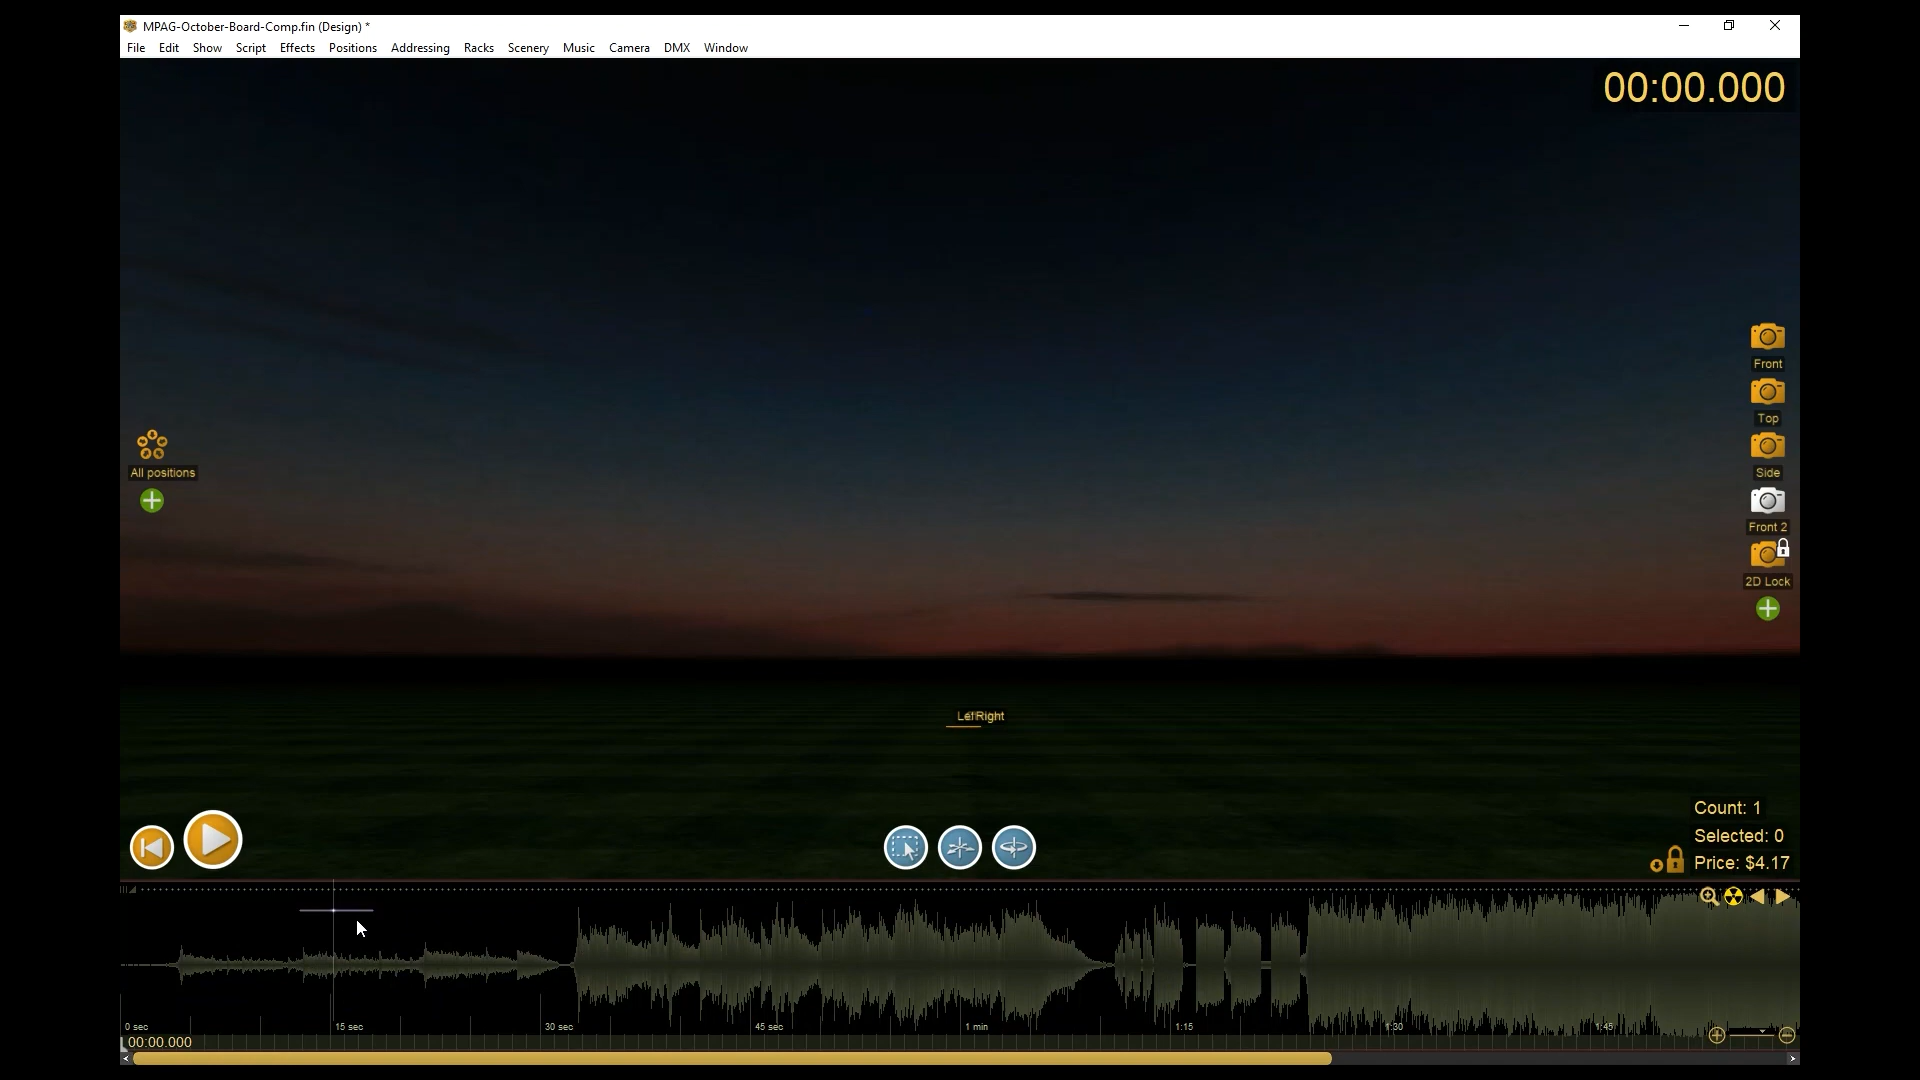 MPAG-October-Board-Comp.fin (Design) *
File Edit Show Script Effects Positions Addressing Racks Scenery Music Camera DMX Window
00:00.000
Front
Top
All positions
Side
Front 2
2D Lock
Right
Count: 1
Selected: 0
Price: $4.17
0 sec 15 sec 30 sec 45 sec 1 min 1:15 1:30 1:45
00:00.000